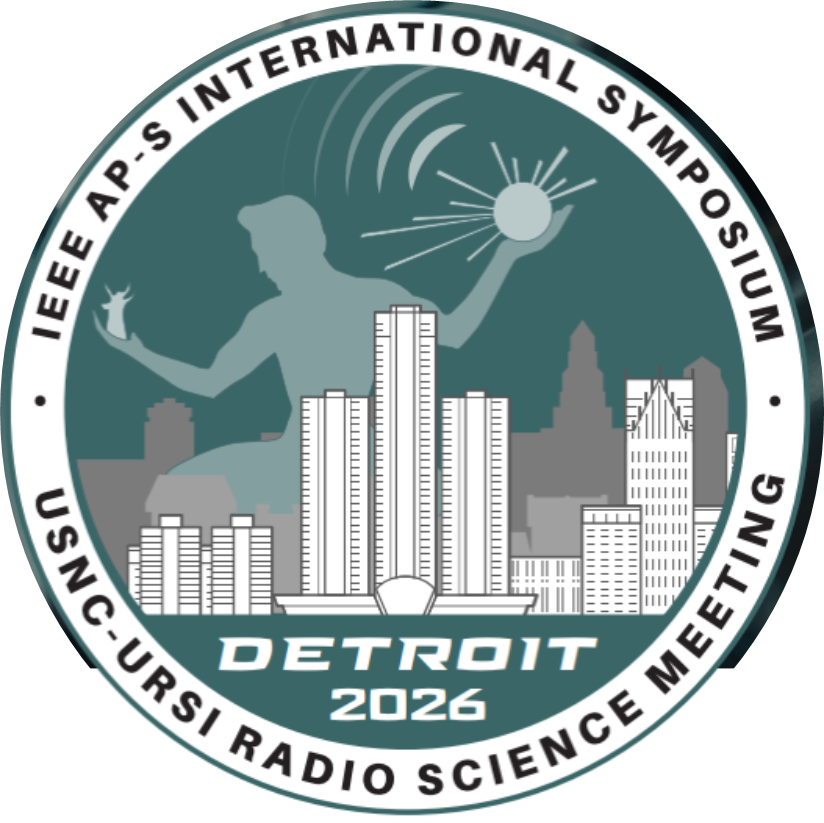 IEEE AP-S INTERNATIONAL SYMPOSIUM
DETROIT
2026
USNC-URSI RADIO SCIENCE MEETING